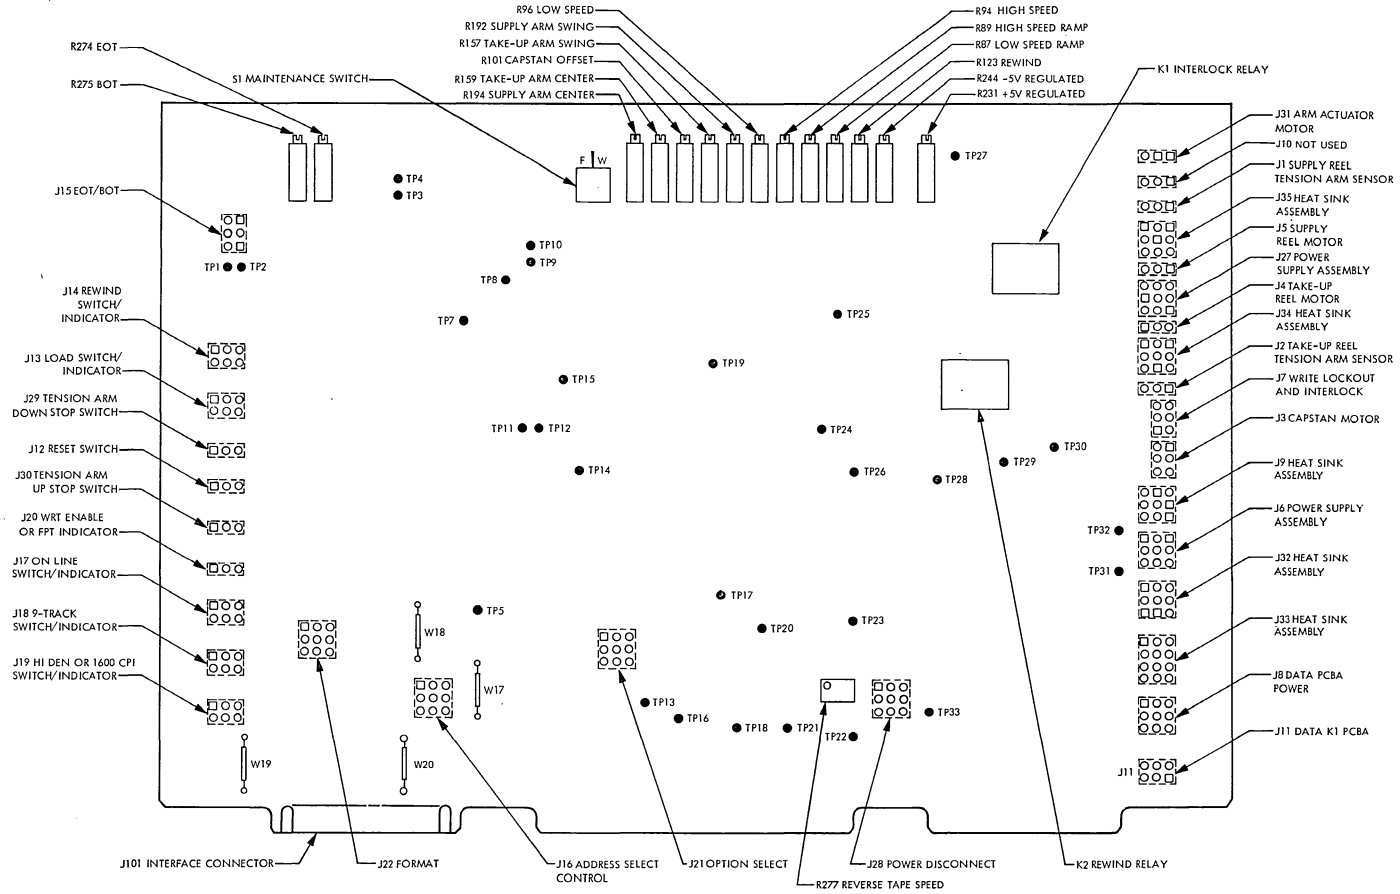 R96 LOW SPEED
R192 SUPPLY ARM SWING
R157 TAKE-UP ARM SWING
R101 CAPSTAN OFFSET
R159 TAKE-UP ARM CENTER
R194 SUPPLY ARM CENTER
R94 HIGH SPEED
R89 HIGH SPEED RAMP
R87 LOW SPEED RAMP
R123 REWIND
R244 -5V REGULATED
R231 +5V REGULATED
R274 EOT
R275 BOT
S1 MAINTENANCE SWITCH
K1 INTERLOCK RELAY
F W
J15 EOT/BOT
J14 REWIND
SWITCH/
INDICATOR
J13 LOAD SWITCH/
INDICATOR
J29 TENSION ARM
DOWN STOP SWITCH
J12 RESET SWITCH
J30 TENSION ARM
UP STOP SWITCH
J20 WRT ENABLE
OR FPT INDICATOR
J17 ON LINE
SWITCH/INDICATOR
J18 9-TRACK
SWITCH/INDICATOR
J19 HI DEN OR 1600 CPI
SWITCH/INDICATOR
TP4
TP3
TP27
TP10
TP9
TP8
TP1
TP2
TP7
TP25
TP19
TP15
TP11
TP12
TP24
TP14
TP26
TP28
TP29
TP30
TP32
TP31
TP17
TP5
TP20
TP23
W18
W17
TP13
TP16
TP18
TP21
TP22
TP33
W19
W20
J11
J31 ARM ACTUATOR
MOTOR
J10 NOT USED
J1 SUPPLY REEL
TENSION ARM SENSOR
J35 HEAT SINK
ASSEMBLY
J5 SUPPLY
REEL MOTOR
J27 POWER
SUPPLY ASSEMBLY
J4 TAKE-UP
REEL MOTOR
J34 HEAT SINK
ASSEMBLY
J2 TAKE-UP REEL
TENSION ARM SENSOR
J7 WRITE LOCKOUT
AND INTERLOCK
J3 CAPSTAN MOTOR
J9 HEAT SINK
ASSEMBLY
J6 POWER SUPPLY
ASSEMBLY
J32 HEAT SINK
ASSEMBLY
J33 HEAT SINK
ASSEMBLY
J8 DATA PCBA
POWER
J11 DATA K1 PCBA
J101 INTERFACE CONNECTOR
J22 FORMAT
J16 ADDRESS SELECT
CONTROL
J21 OPTION SELECT
J28 POWER DISCONNECT
R277 REVERSE TAPE SPEED
K2 REWIND RELAY